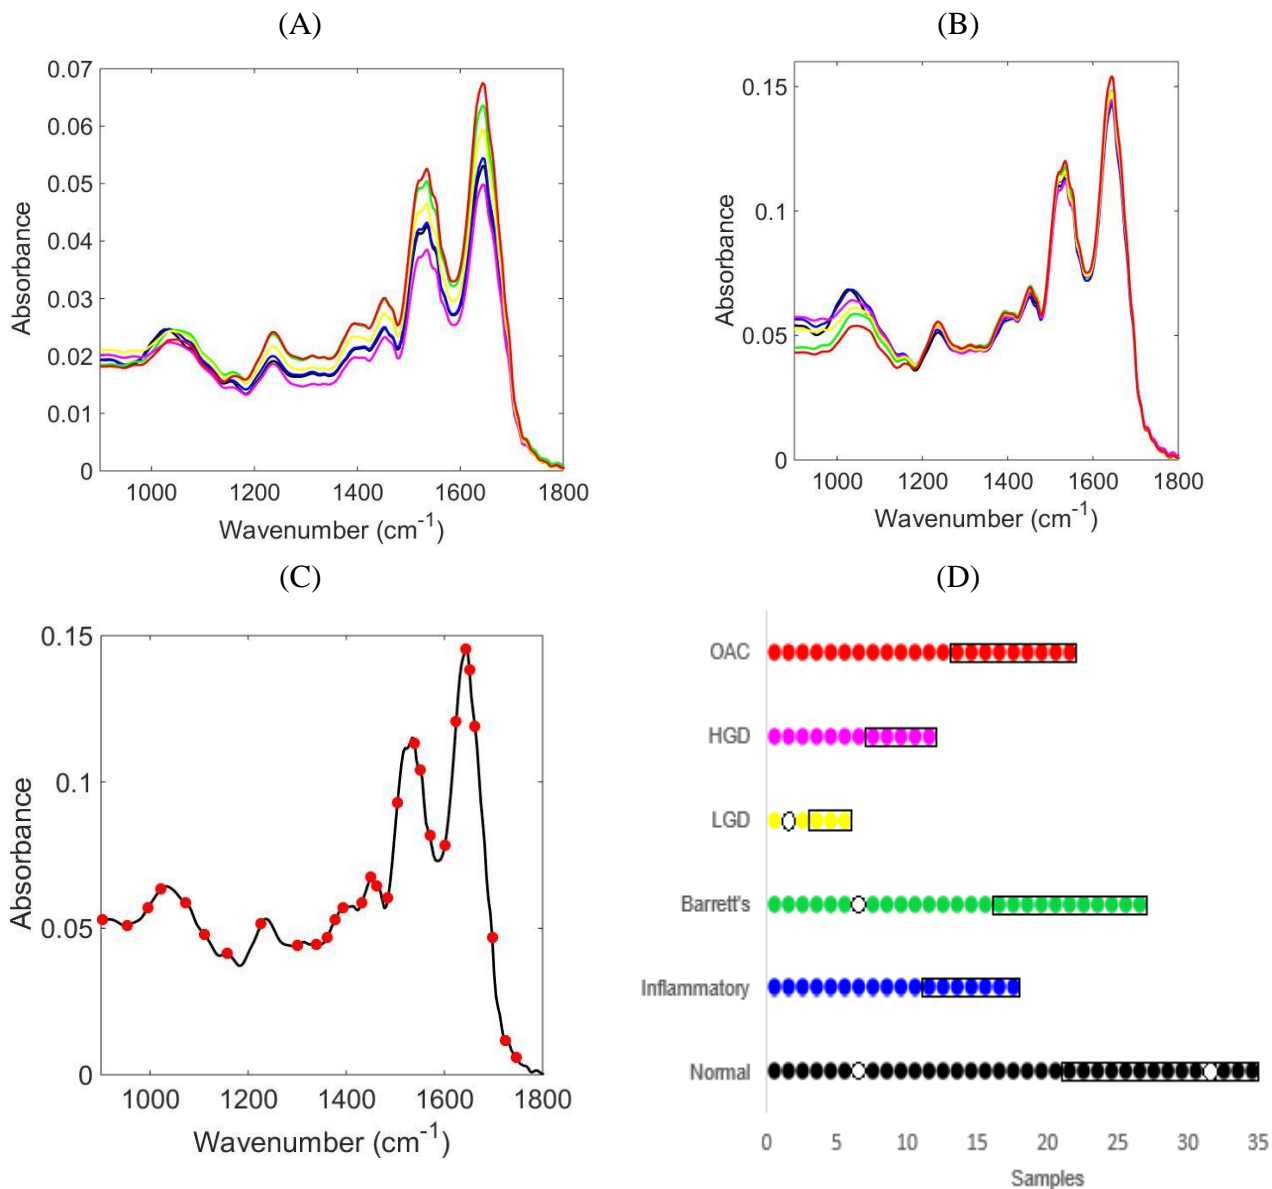 (A)
(B)
0.07
0.06
0.05
0.04
0.03
0.02
0.01
0
Absorbance
1000 1200 1400 1600 1800
Wavenumber (cm⁻¹)
0.15
0.1
0.05
0
Absorbance
1000 1200 1400 1600 1800
Wavenumber (cm⁻¹)
(C)
(D)
0.15
0.1
0.05
0
Absorbance
1000 1200 1400 1600 1800
Wavenumber (cm⁻¹)
OAC
HGD
LGD
Barrett's
Inflammatory
Normal
0 5 10 15 20 25 30 35
Samples